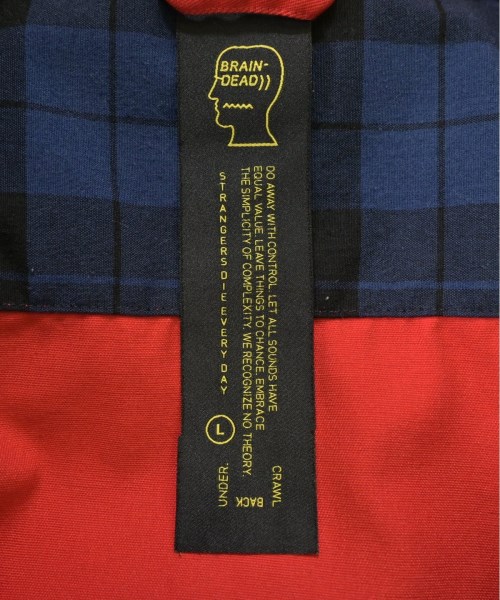 BRAIN-
DEAD))
DO AWAY WITH CONTROL. LET ALL SOUNDS HAVE
EQUAL VALUE. LEAVE THINGS TO CHANCE. EMBRACE
THE SIMPLICITY OF COMPLEXITY. WE RECOGNIZE NO THEORY.
STRANGERS DIE EVERY DAY
L
CRAWL
BACK
UNDER.